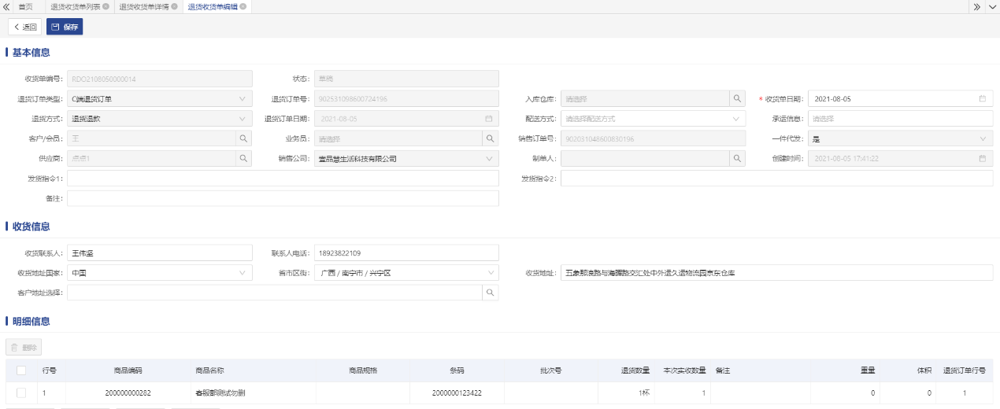 首页 退货收货单列表 退货收货单详情 退货收货单编辑
返回 保存
基本信息
收货单编号: RDO2108050000014 状态: 草稿
退货订单类型: C端退货订单 退货订单号: 902531098600724196 入库仓库: 请选择 * 收货单日期: 2021-08-05
退货方式: 退货退款 退货订单日期: 2021-08-05 配送方式: 请选择配送方式 承运信息: 请选择
客户/会员: 王 业务员: 请选择 销售订单号: 902031048600830196 一件代发: 是
供应商: 点点1 销售公司: 壹品慧生活科技有限公司 制单人: 创建时间: 2021-08-05 17:41:22
发货指令1: 发货指令2:
备注:
收货信息
收货联系人: 王伟坚 联系人电话: 18923822109
收货地址国家: 中国 省市区街: 广西 / 南宁市 / 兴宁区 收货地址: 五象那浪路与海晖路交汇处中外运久运物流园京东仓库
客户地址选择:
明细信息
删除
行号 商品编码 商品名称 商品规格 条码 批次号 退货数量 本次实收数量 备注 重量 体积 退货订单行号
1 200000000282 客服部测试勿删 2000000123422 1杯 1 0 0 1